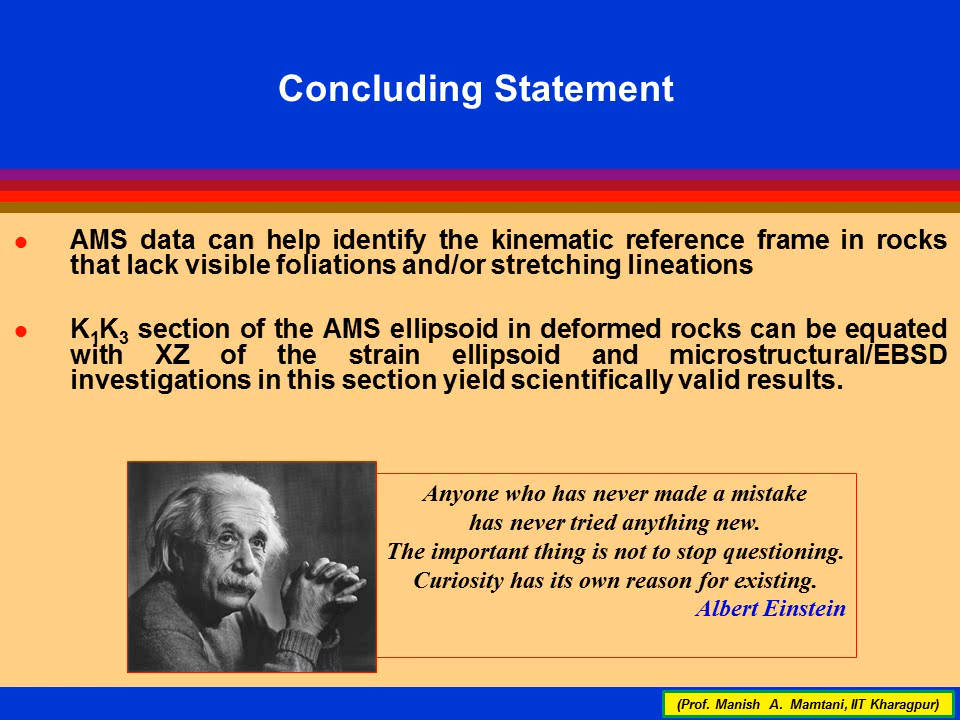 Concluding Statement
AMS data can help identify the kinematic reference frame in rocks
that lack visible foliations and/or stretching lineations
K1K3 section of the AMS ellipsoid in deformed rocks can be equated
with XZ of the strain ellipsoid and microstructural/EBSD
investigations in this section yield scientifically valid results.
Anyone who has never made a mistake
has never tried anything new.
The important thing is not to stop questioning.
Curiosity has its own reason for existing.
Albert Einstein
(Prof. Manish A. Mamtani, IIT Kharagpur)